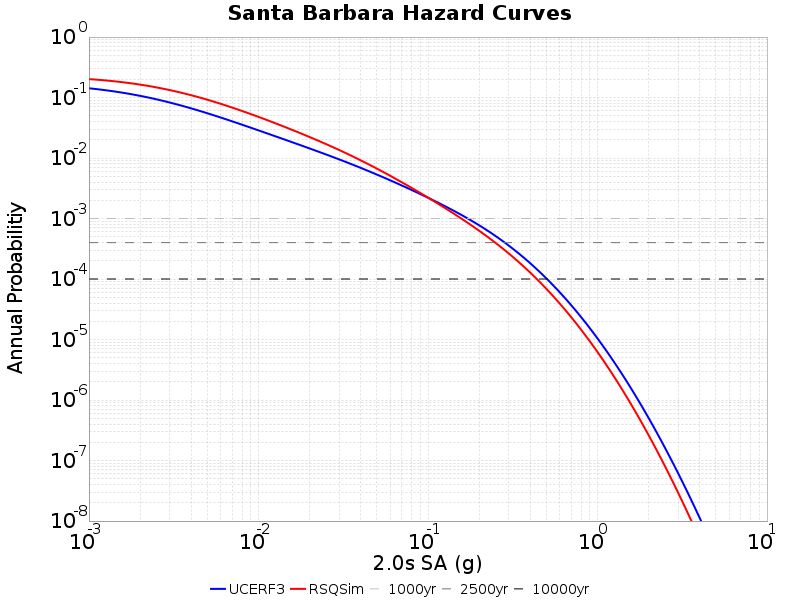 Santa Barbara Hazard Curves
10^0
10^-1
10^-2
10^-3
10^-4
10^-5
10^-6
10^-7
10^-8
Annual Probabilitiy
10^-3 10^-2 10^-1 10^0 10^1
2.0s SA (g)
UCERF3 RSQSim 1000yr 2500yr 10000yr